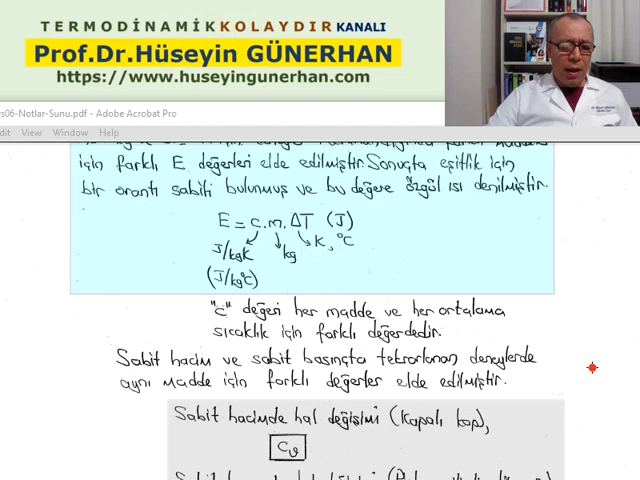 TERMODİNAMİKKOLAYDIR KANALI
Prof.Dr.Hüseyin GÜNERHAN
https://www.huseyingunerhan.com
s06-Notlar-Sunu.pdf - Adobe Acrobat Pro
dit View Window Help
için farklı E değerleri elde edilmiştir. Sonuçta eşitlik için
bir orantı sabiti bulunmuş ve bu değere özgül ısı denilmiştir.
E = c.m.ΔT (J)
J/kgK kg K, °C
(J/kg°C)
"c" değeri her madde ve her ortalama
sıcaklık için farklı değerdedir.
Sabit hacim ve sabit basınçta tekrarlanan deneylerde
aynı madde için farklı değerler elde edilmiştir.
Sabit hacimde hal değişimi (Kapalı kap),
Cϑ